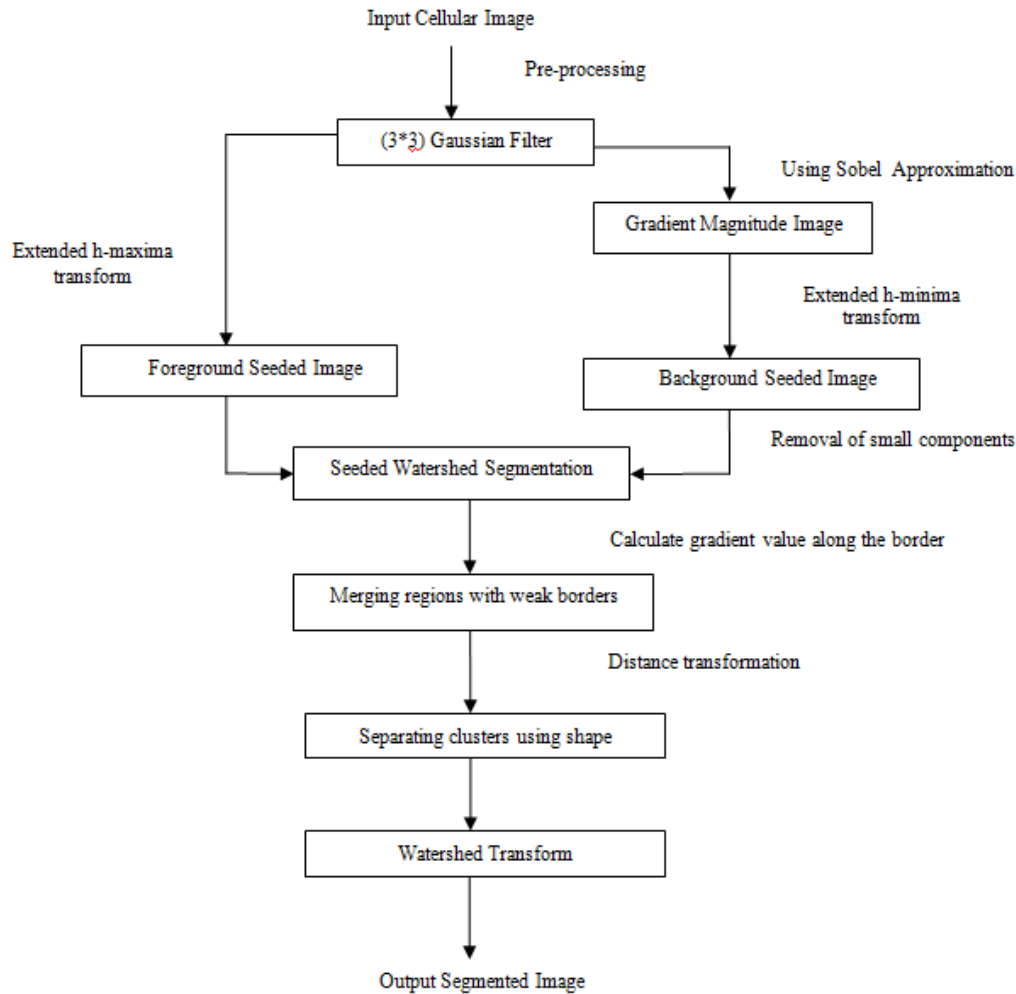 Input Cellular Image
Pre-processing
(3*3) Gaussian Filter
Using Sobel Approximation
Gradient Magnitude Image
Extended h-maxima
transform
Extended h-minima
transform
Foreground Seeded Image
Background Seeded Image
Removal of small components
Seeded Watershed Segmentation
Calculate gradient value along the border
Merging regions with weak borders
Distance transformation
Separating clusters using shape
Watershed Transform
Output Segmented Image